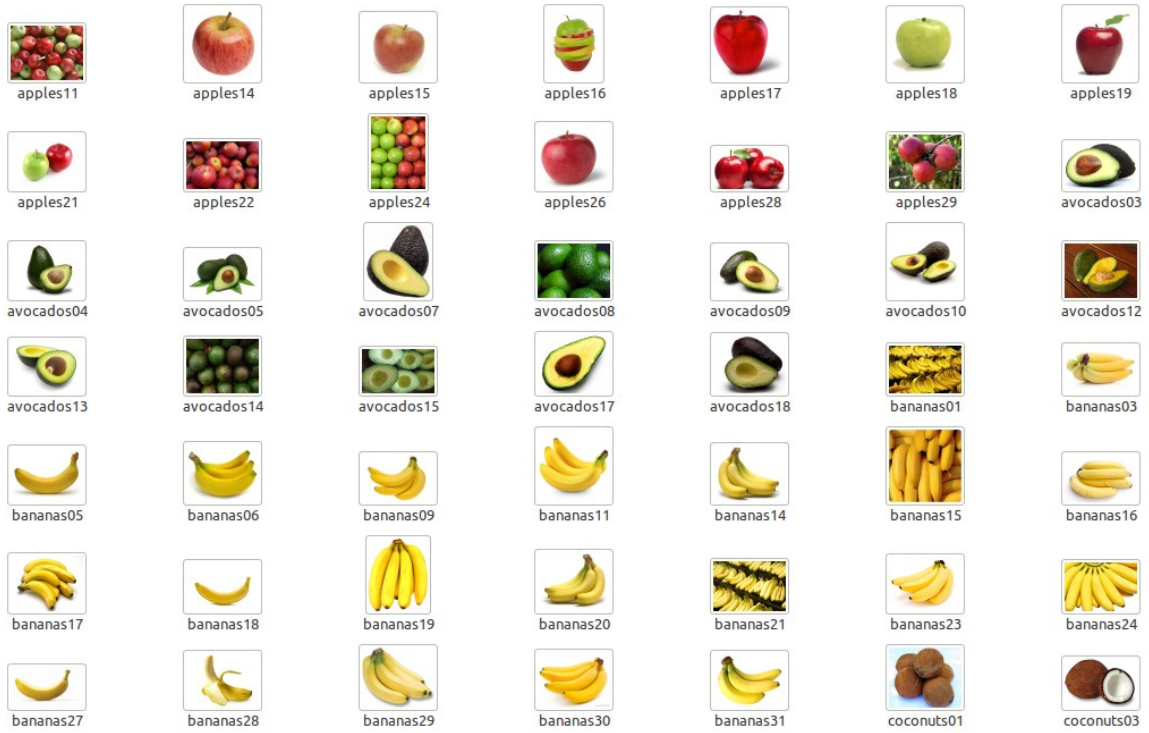 apples11 apples14 apples15 apples16 apples17 apples18 apples19
apples21 apples22 apples24 apples26 apples28 apples29 avocados03
avocados04 avocados05 avocados07 avocados08 avocados09 avocados10 avocados12
avocados13 avocados14 avocados15 avocados17 avocados18 bananas01 bananas03
bananas05 bananas06 bananas09 bananas11 bananas14 bananas15 bananas16
bananas17 bananas18 bananas19 bananas20 bananas21 bananas23 bananas24
bananas27 bananas28 bananas29 bananas30 bananas31 coconuts01 coconuts03